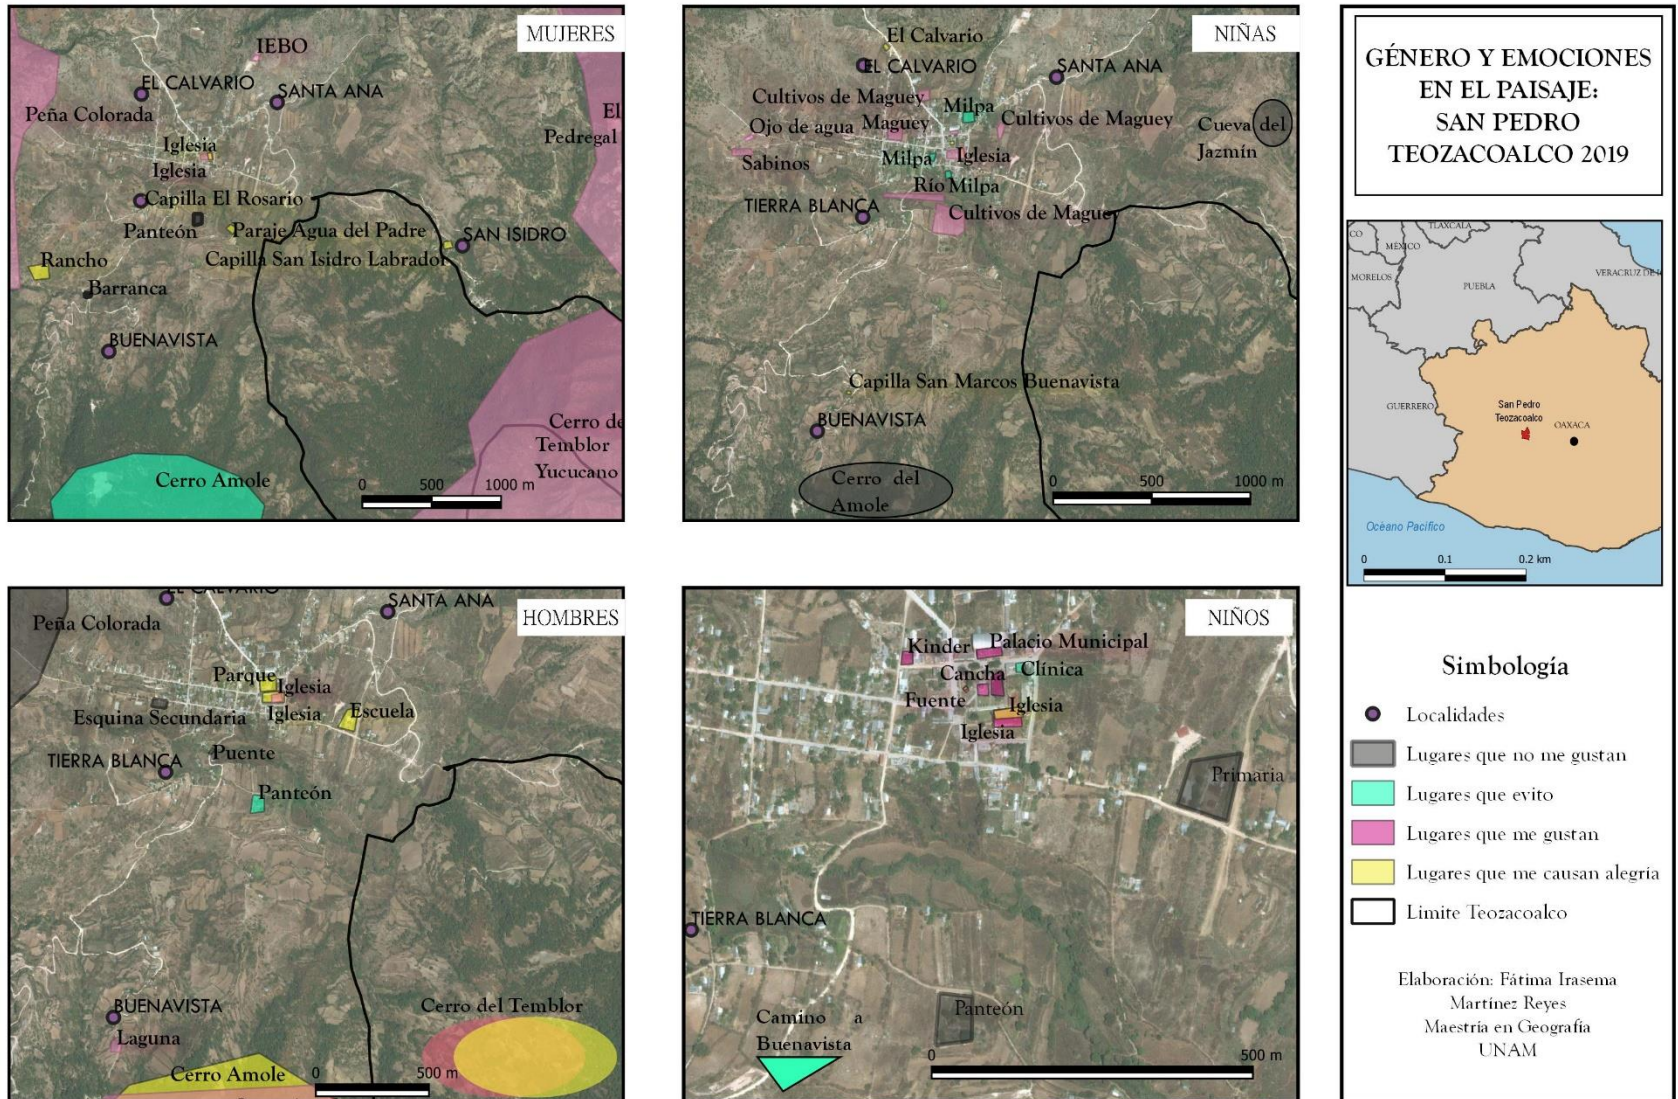 MUJERES
IEBO
EL CALVARIO
SANTA ANA
Peña Colorada
El
Pedregal
Iglesia
Iglesia
Capilla El Rosario
Panteón
Paraje Agua del Padre
SAN ISIDRO
Capilla San Isidro Labrador
Rancho
Barranca
BUENAVISTA
Cerro de
Temblor
Yucucano
Cerro Amole
0 500 1000 m
NIÑAS
El Calvario
EL CALVARIO
SANTA ANA
Cultivos de Maguey
Milpa
Ojo de agua
Maguey
Cultivos de Maguey
Cueva del
Jazmín
Sabinos
Milpa
Iglesia
Río
Milpa
TIERRA BLANCA
Cultivos de Mague
Capilla San Marcos Buenavista
BUENAVISTA
Cerro del
Amole
0 500 1000 m
HOMBRES
EL CALVARIO
SANTA ANA
Peña Colorada
Parque
Iglesia
Esquina Secundaria
Iglesia
Escuela
Puente
TIERRA BLANCA
Panteón
BUENAVISTA
Laguna
Cerro del Temblor
Cerro Amole
0 500 m
NIÑOS
Kinder
Palacio Municipal
Cancha
Clínica
Fuente
Iglesia
Iglesia
Primaria
TIERRA BLANCA
Panteón
Camino a
Buenavista
0 500 m
GÉNERO Y EMOCIONES
EN EL PAISAJE:
SAN PEDRO
TEOZACOALCO 2019
CO
TLAXCALA
MÉXICO
MORELOS
VERACRUZ DE
PUEBLA
GUERRERO
San Pedro
Teozacoalco
OAXACA
Océano Pacífico
0 0.1 0.2 km
Simbología
Localidades
Lugares que no me gustan
Lugares que evito
Lugares que me gustan
Lugares que me causan alegría
Limite Teozacoalco
Elaboración: Fátima Irasema
Martínez Reyes
Maestría en Geografía
UNAM